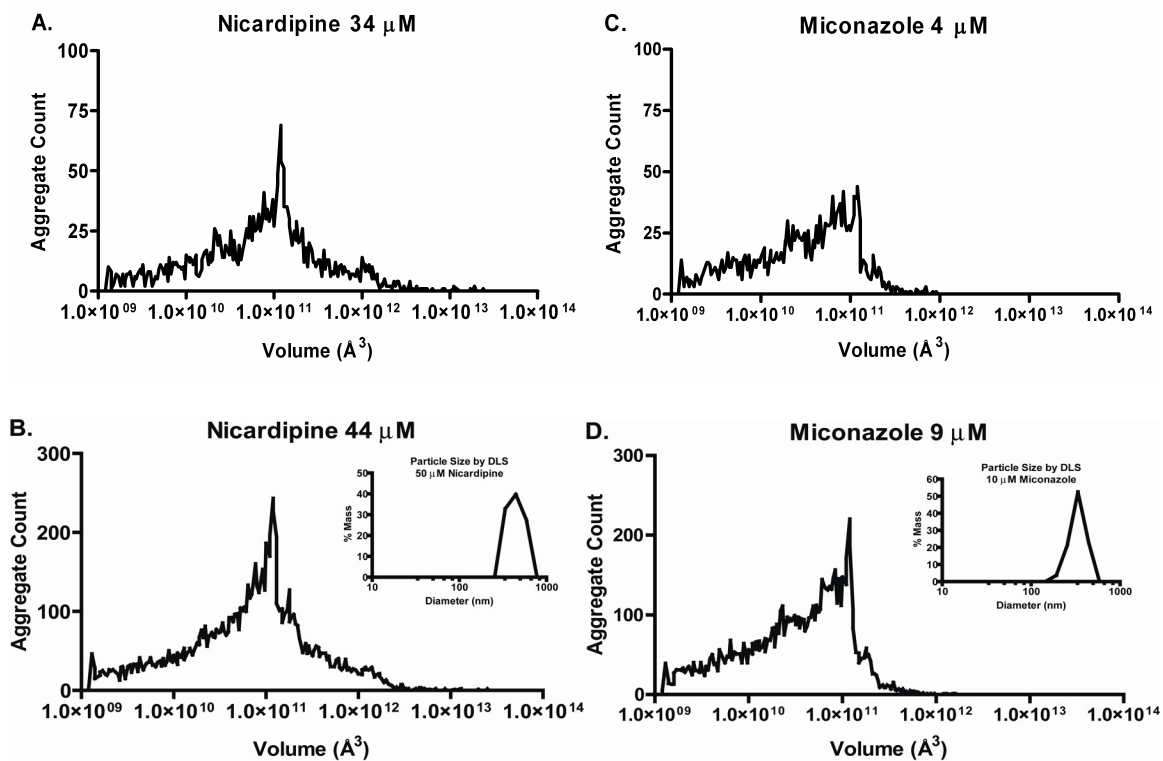 A.
Nicardipine 34 μM
100
75
50
25
0
Aggregate Count
1.0×10⁰⁹ 1.0×10¹⁰ 1.0×10¹¹ 1.0×10¹² 1.0×10¹³ 1.0×10¹⁴
Volume (Å³)
C.
Miconazole 4 μM
100
75
50
25
0
Aggregate Count
1.0×10⁰⁹ 1.0×10¹⁰ 1.0×10¹¹ 1.0×10¹² 1.0×10¹³ 1.0×10¹⁴
Volume (Å³)
B.
Nicardipine 44 μM
300
200
100
0
Aggregate Count
1.0×10⁰⁹ 1.0×10¹⁰ 1.0×10¹¹ 1.0×10¹² 1.0×10¹³ 1.0×10¹⁴
Volume (Å³)
Particle Size by DLS
50 μM Nicardipine
50
40
30
20
10
0
% Mass
10 100 1000
Diameter (nm)
D.
Miconazole 9 μM
300
200
100
0
Aggregate Count
1.0×10⁰⁹ 1.0×10¹⁰ 1.0×10¹¹ 1.0×10¹² 1.0×10¹³ 1.0×10¹⁴
Volume (Å³)
Particle Size by DLS
10 μM Miconazole
60
50
40
30
20
10
0
% Mass
10 100 1000
Diameter (nm)